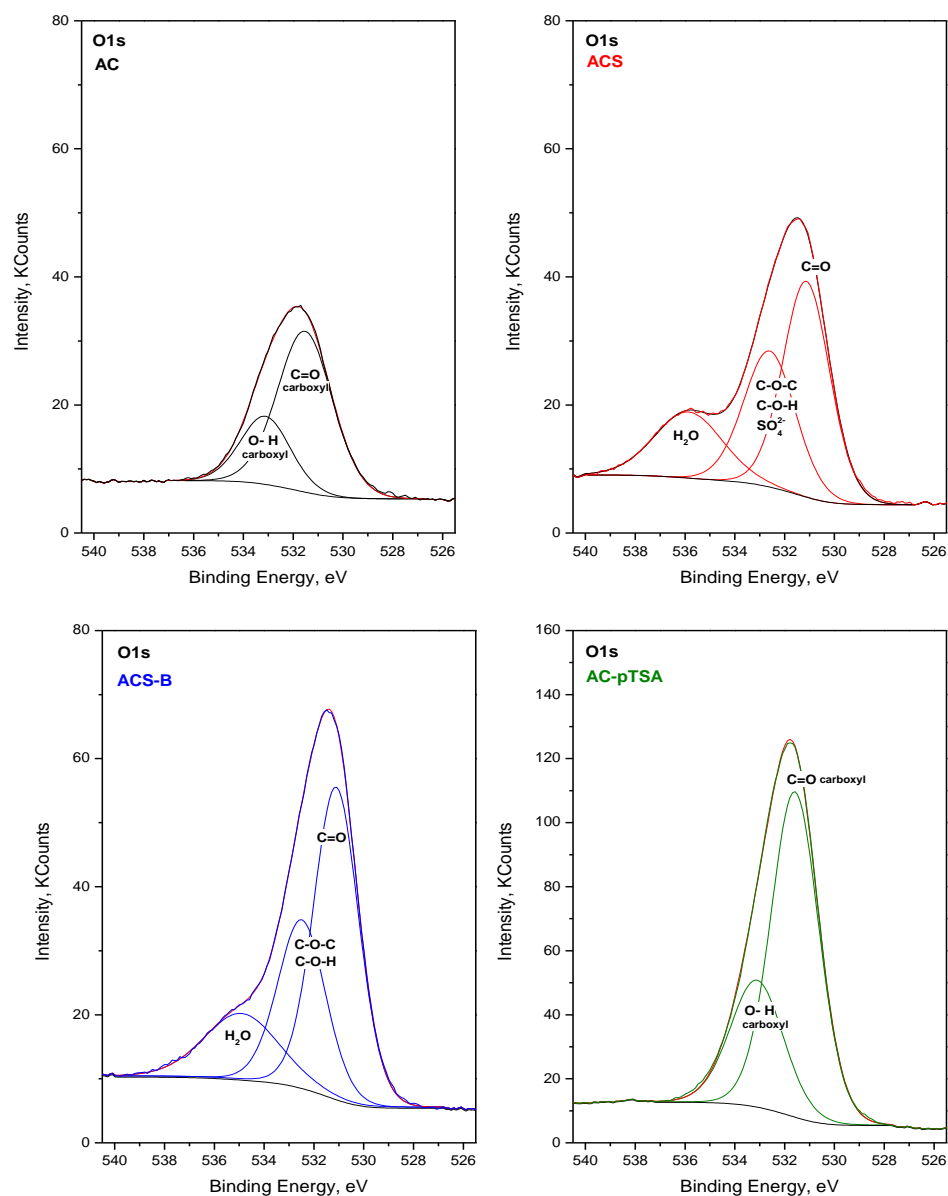 O1s
AC
80
60
40
20
0
C=O
carboxyl
O- H
carboxyl
540 538 536 534 532 530 528
Binding Energy, eV
Intensity, KCounts
O1s
ACS
80
60
40
20
0
C=O
C-O-C
C-O-H
SO₄²⁻
H₂O
540 538 536 534 532 530 528 526
Binding Energy, eV
Intensity, KCounts
O1s
ACS-B
80
60
40
20
0
C=O
C-O-C
C-O-H
H₂O
540 538 536 534 532 530 528 526
Binding Energy, eV
Intensity, KCounts
O1s
AC-pTSA
160
140
120
100
80
60
40
20
0
C=O carboxyl
O- H
carboxyl
540 538 536 534 532 530 528 526
Binding Energy, eV
Intensity, KCounts